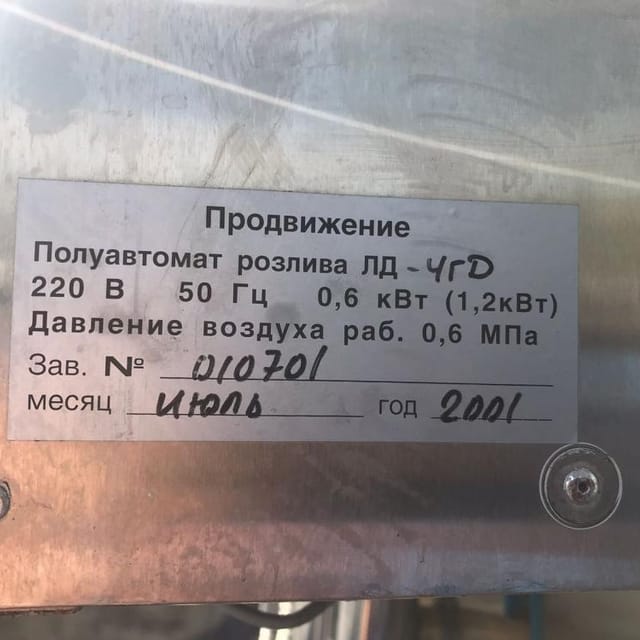 Продвижение
Полуавтомат розлива ЛД-4ГД
220 В 50 Гц 0,6 кВт (1,2кВт)
Давление воздуха раб. 0,6 МПа
Зав. № 010701
месяц июль год 2001